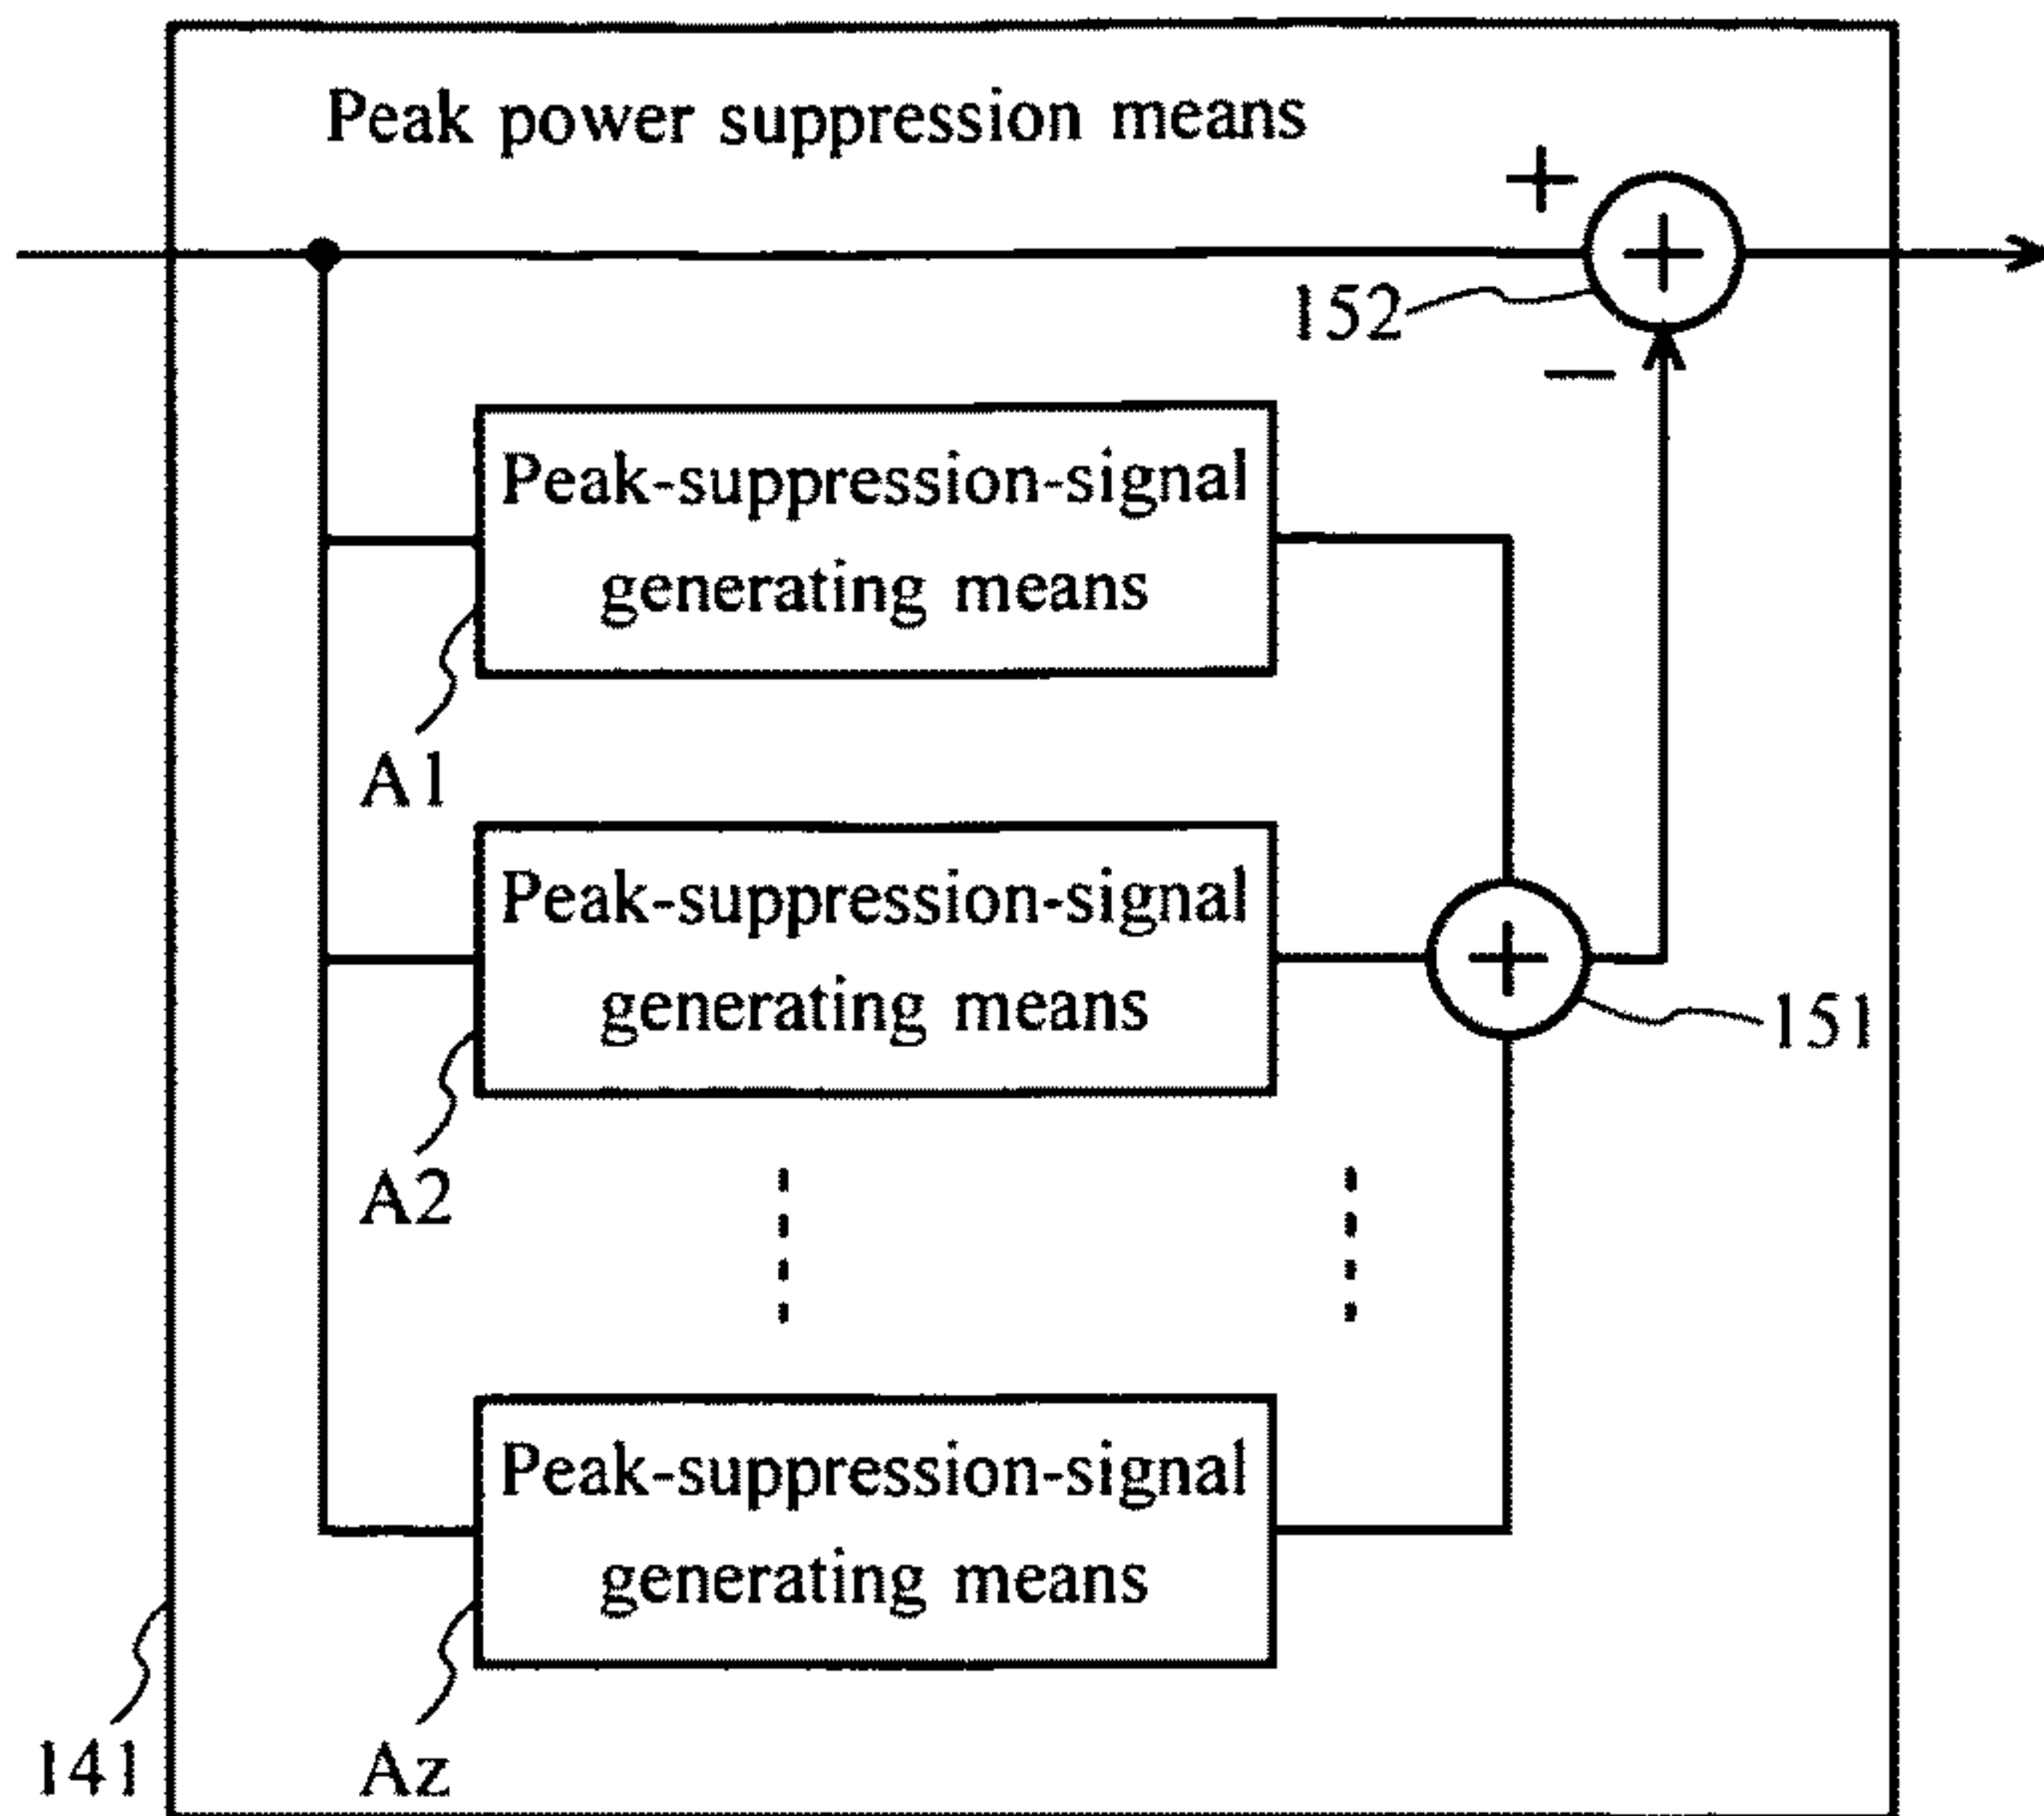 Peak power suppression means
+
+
152
−
Peak-suppression-signal
generating means
A1
Peak-suppression-signal
generating means
+
151
A2
Peak-suppression-signal
generating means
141
Az